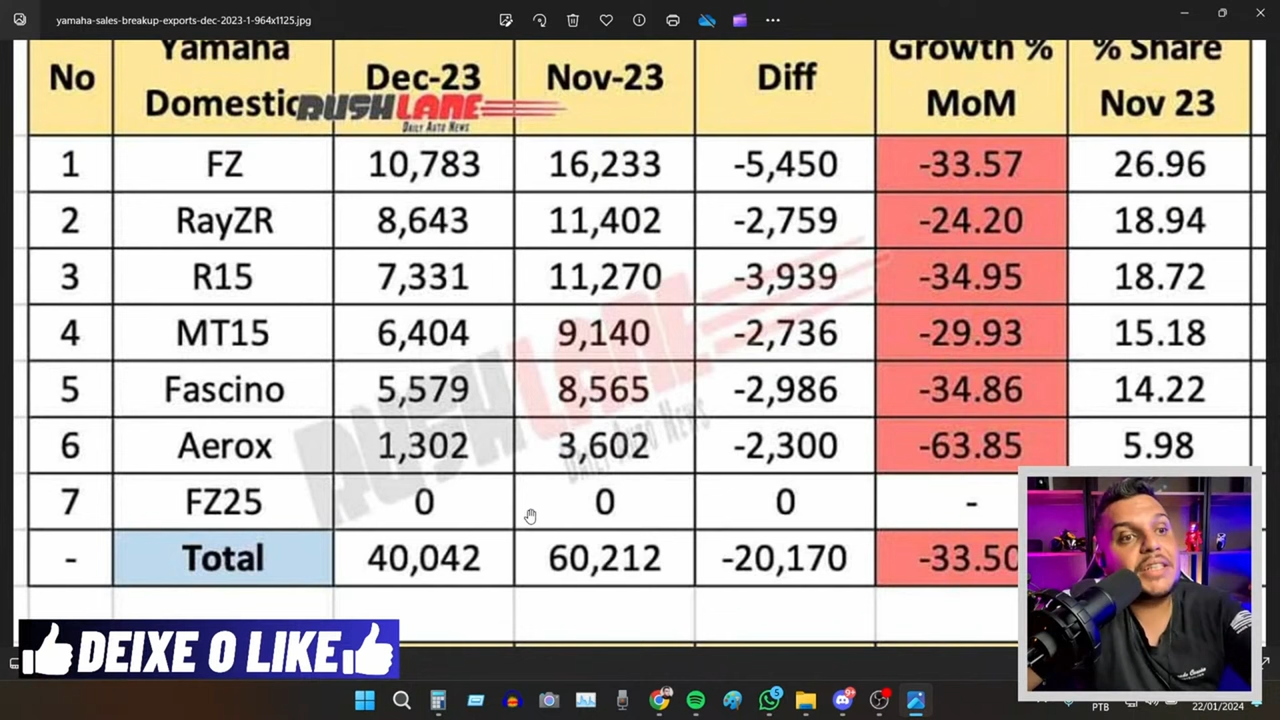 yamaha-sales-breakup-exports-dec-2023-1-964x1125.jpg
No Yamaha Domestic Dec-23 Nov-23 Diff Growth % MoM % Share Nov 23
RUSHLANE
DAILY AUTO NEWS
1 FZ 10,783 16,233 -5,450 -33.57 26.96
2 RayZR 8,643 11,402 -2,759 -24.20 18.94
3 R15 7,331 11,270 -3,939 -34.95 18.72
4 MT15 6,404 9,140 -2,736 -29.93 15.18
5 Fascino 5,579 8,565 -2,986 -34.86 14.22
6 Aerox 1,302 3,602 -2,300 -63.85 5.98
7 FZ25 0 0 0 -
- Total 40,042 60,212 -20,170 -33.50
RUSHLANE
DAILY AUTO NEWS
DEIXE O LIKE
PTB
22/01/2024